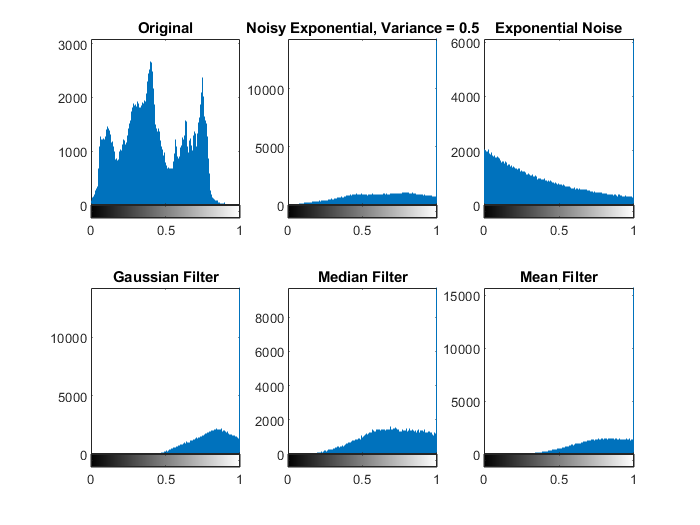 Original
3000
2000
1000
0
0 0.5 1
Noisy Exponential, Variance = 0.5
10000
5000
0
0 0.5 1
Exponential Noise
6000
4000
2000
0
0 0.5 1
Gaussian Filter
10000
5000
0
0 0.5 1
Median Filter
8000
6000
4000
2000
0
0 0.5 1
Mean Filter
15000
10000
5000
0
0 0.5 1